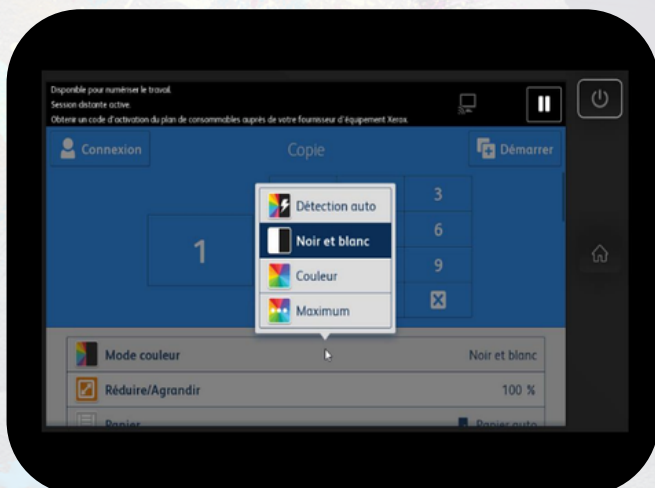 Disponible pour numériser le travail.
Session distante active.
Obtenir un code d'activation du plan de consommables auprès de votre fournisseur d'équipement Xerox.
Connexion
Copie
Démarrer
1
3
6
9
Détection auto
Noir et blanc
Couleur
Maximum
Mode couleur
Noir et blanc
Réduire/Agrandir
100 %
Papier
Papier auto